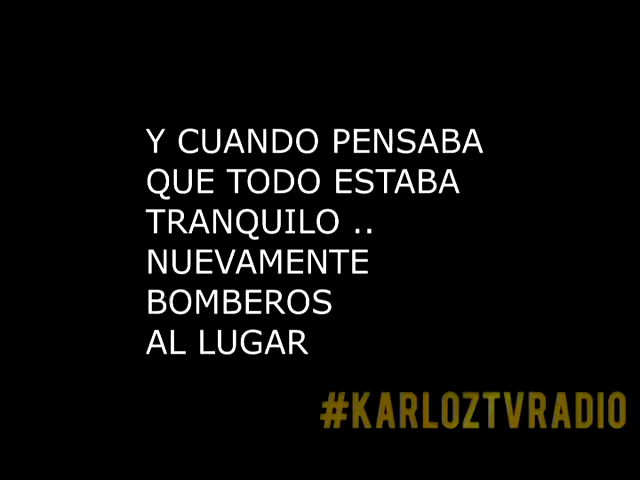 Y CUANDO PENSABA
QUE TODO ESTABA
TRANQUILO ..
NUEVAMENTE
BOMBEROS
AL LUGAR
#KARLOZTVRADIO